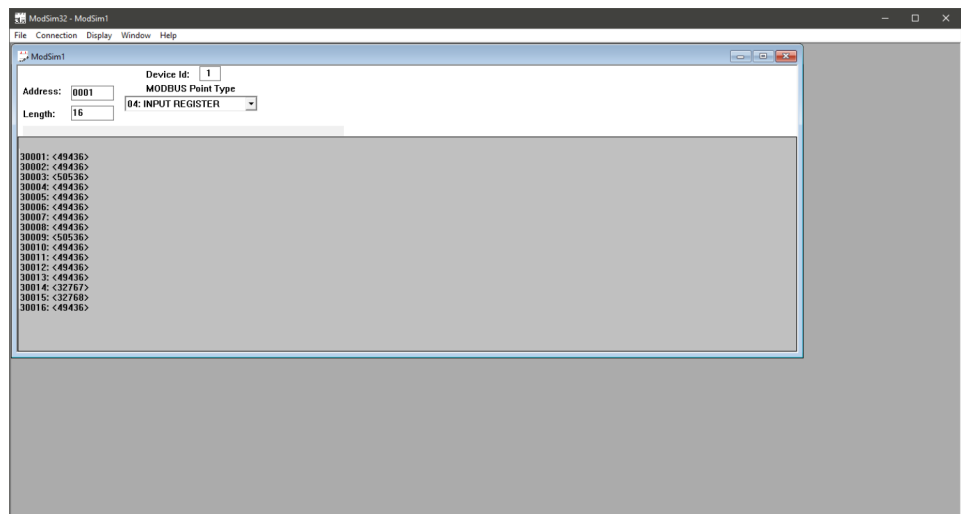 ModSim32 - ModSim1
File Connection Display Window Help
ModSim1
Device Id: 1
Address: 0001
MODBUS Point Type
04: INPUT REGISTER
Length: 16
30001: <49436>
30002: <49436>
30003: <50536>
30004: <49436>
30005: <49436>
30006: <49436>
30007: <49436>
30008: <49436>
30009: <50536>
30010: <49436>
30011: <49436>
30012: <49436>
30013: <49436>
30014: <32767>
30015: <32768>
30016: <49436>